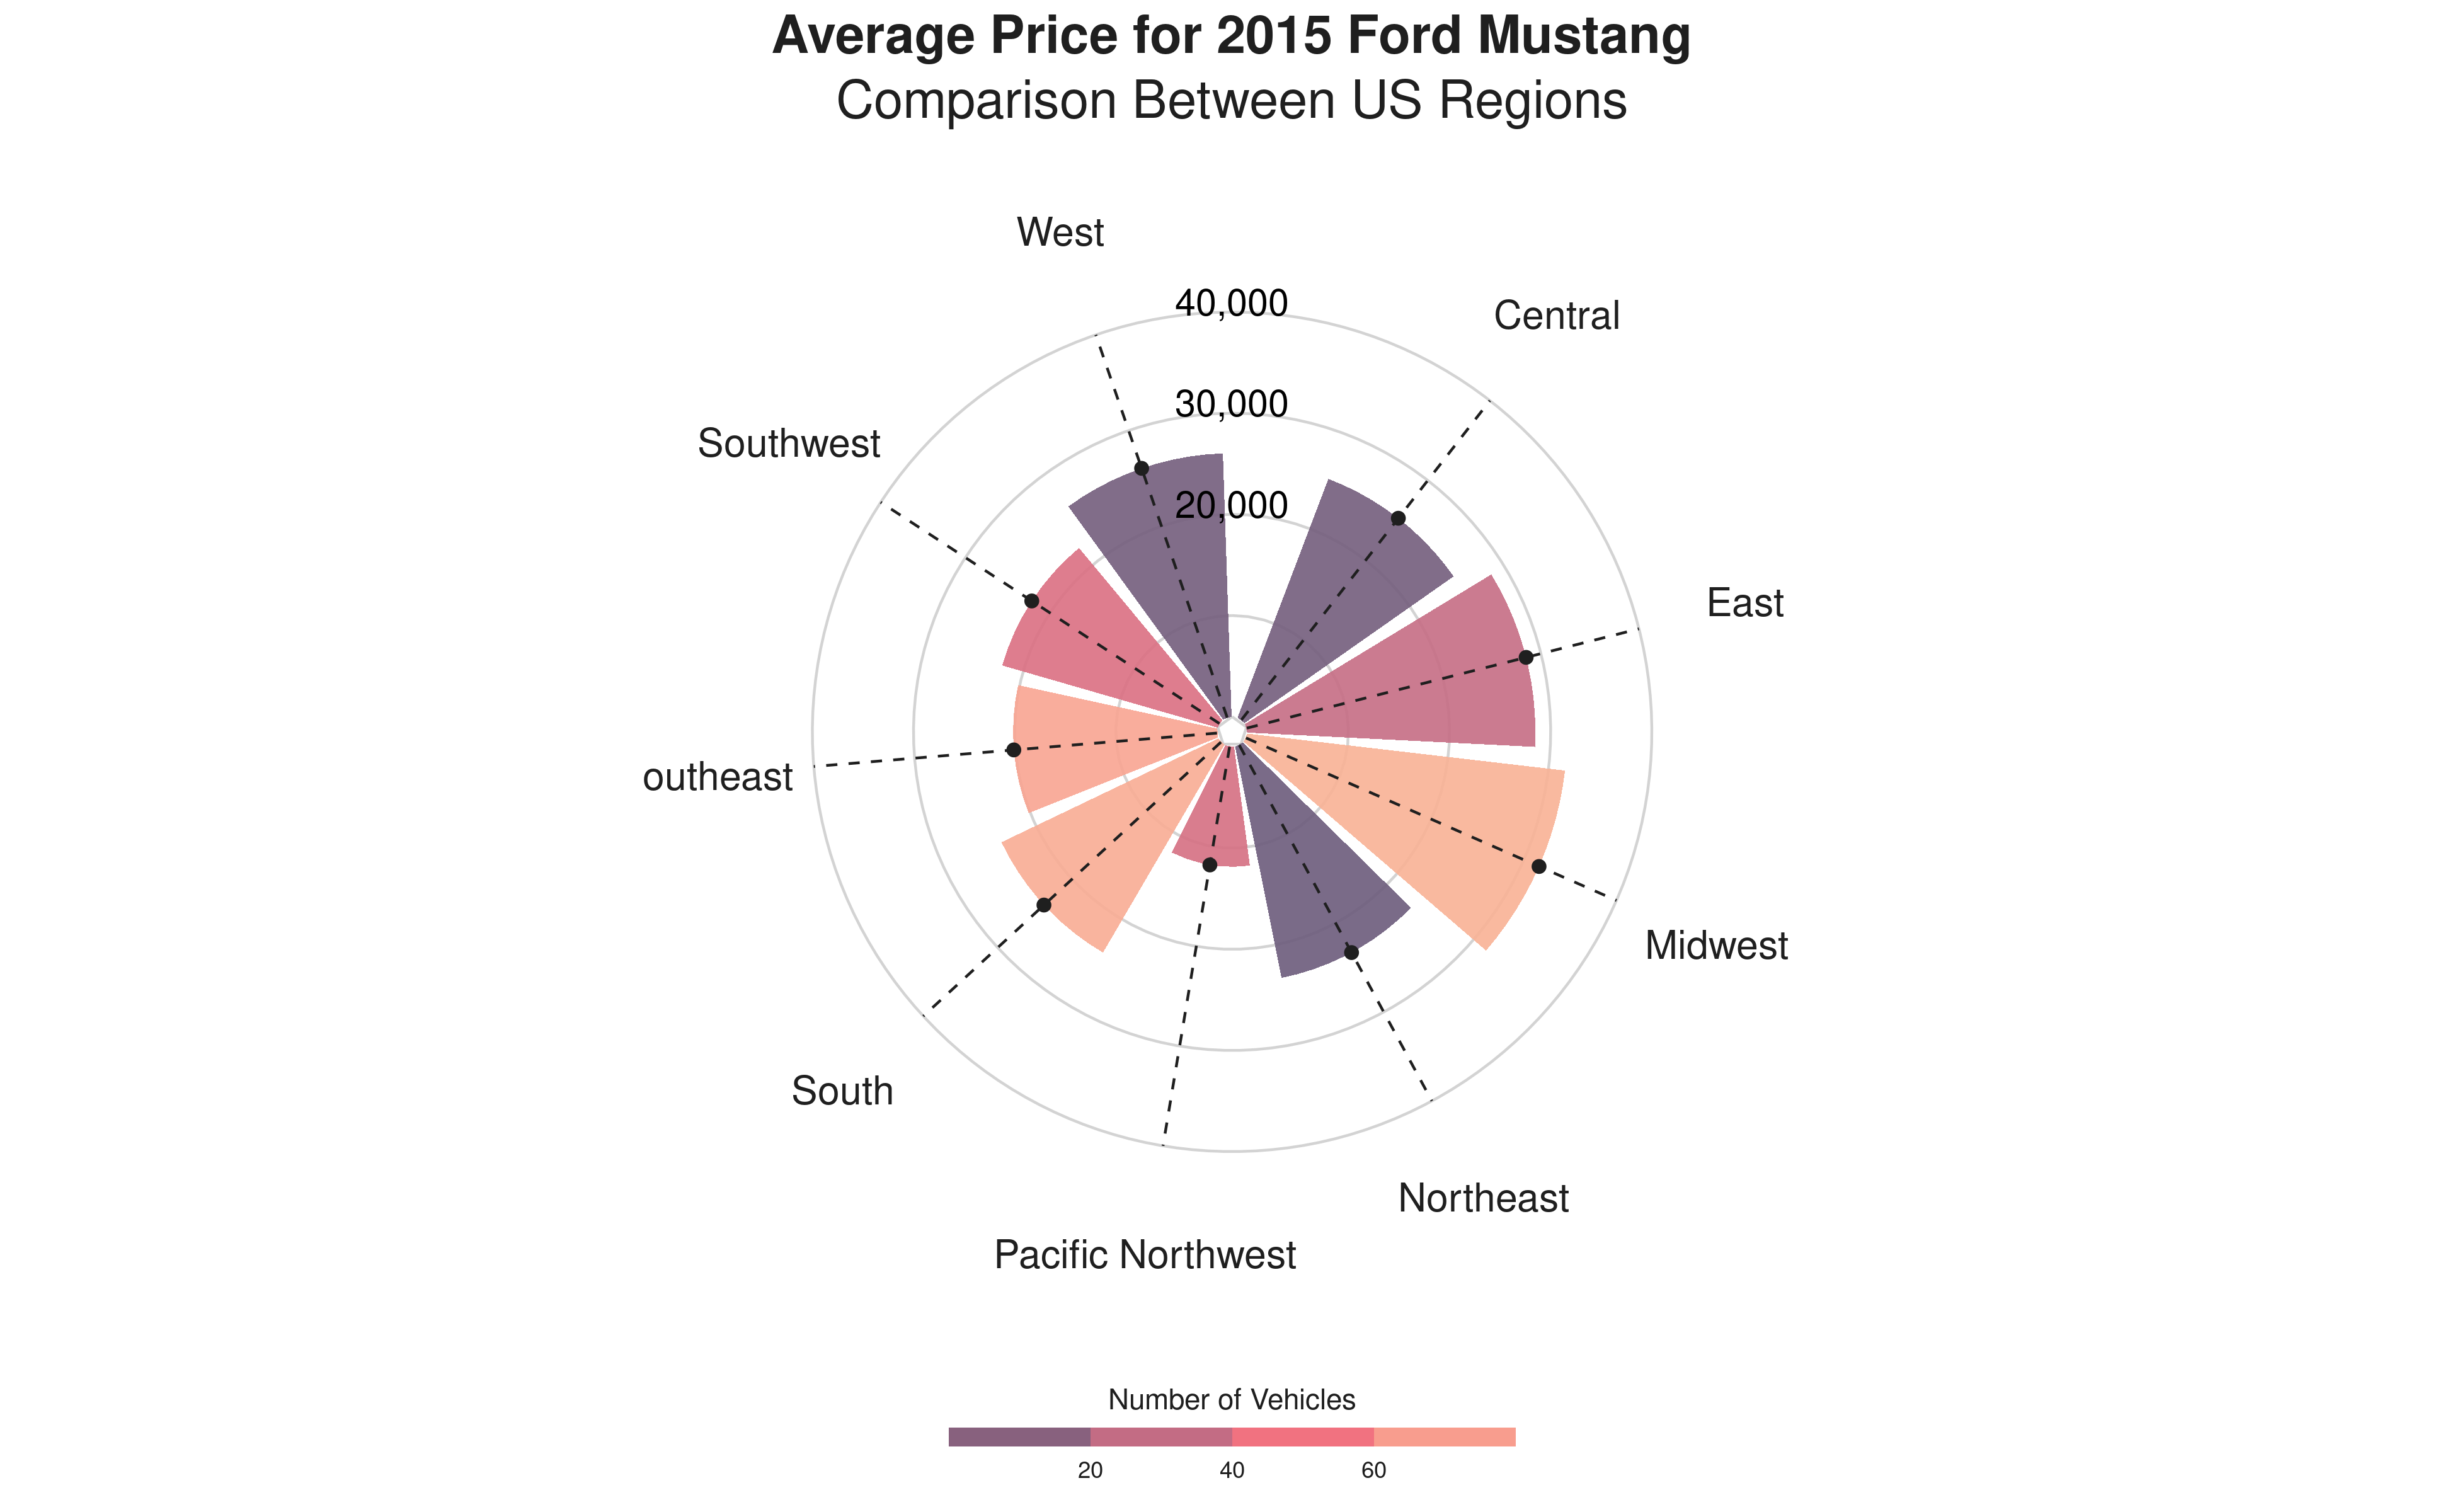 Average Price for 2015 Ford Mustang
Comparison Between US Regions
West
40,000
Central
30,000
Southwest
20,000
East
outheast
Midwest
South
Northeast
Pacific Northwest
Number of Vehicles
20 40 60